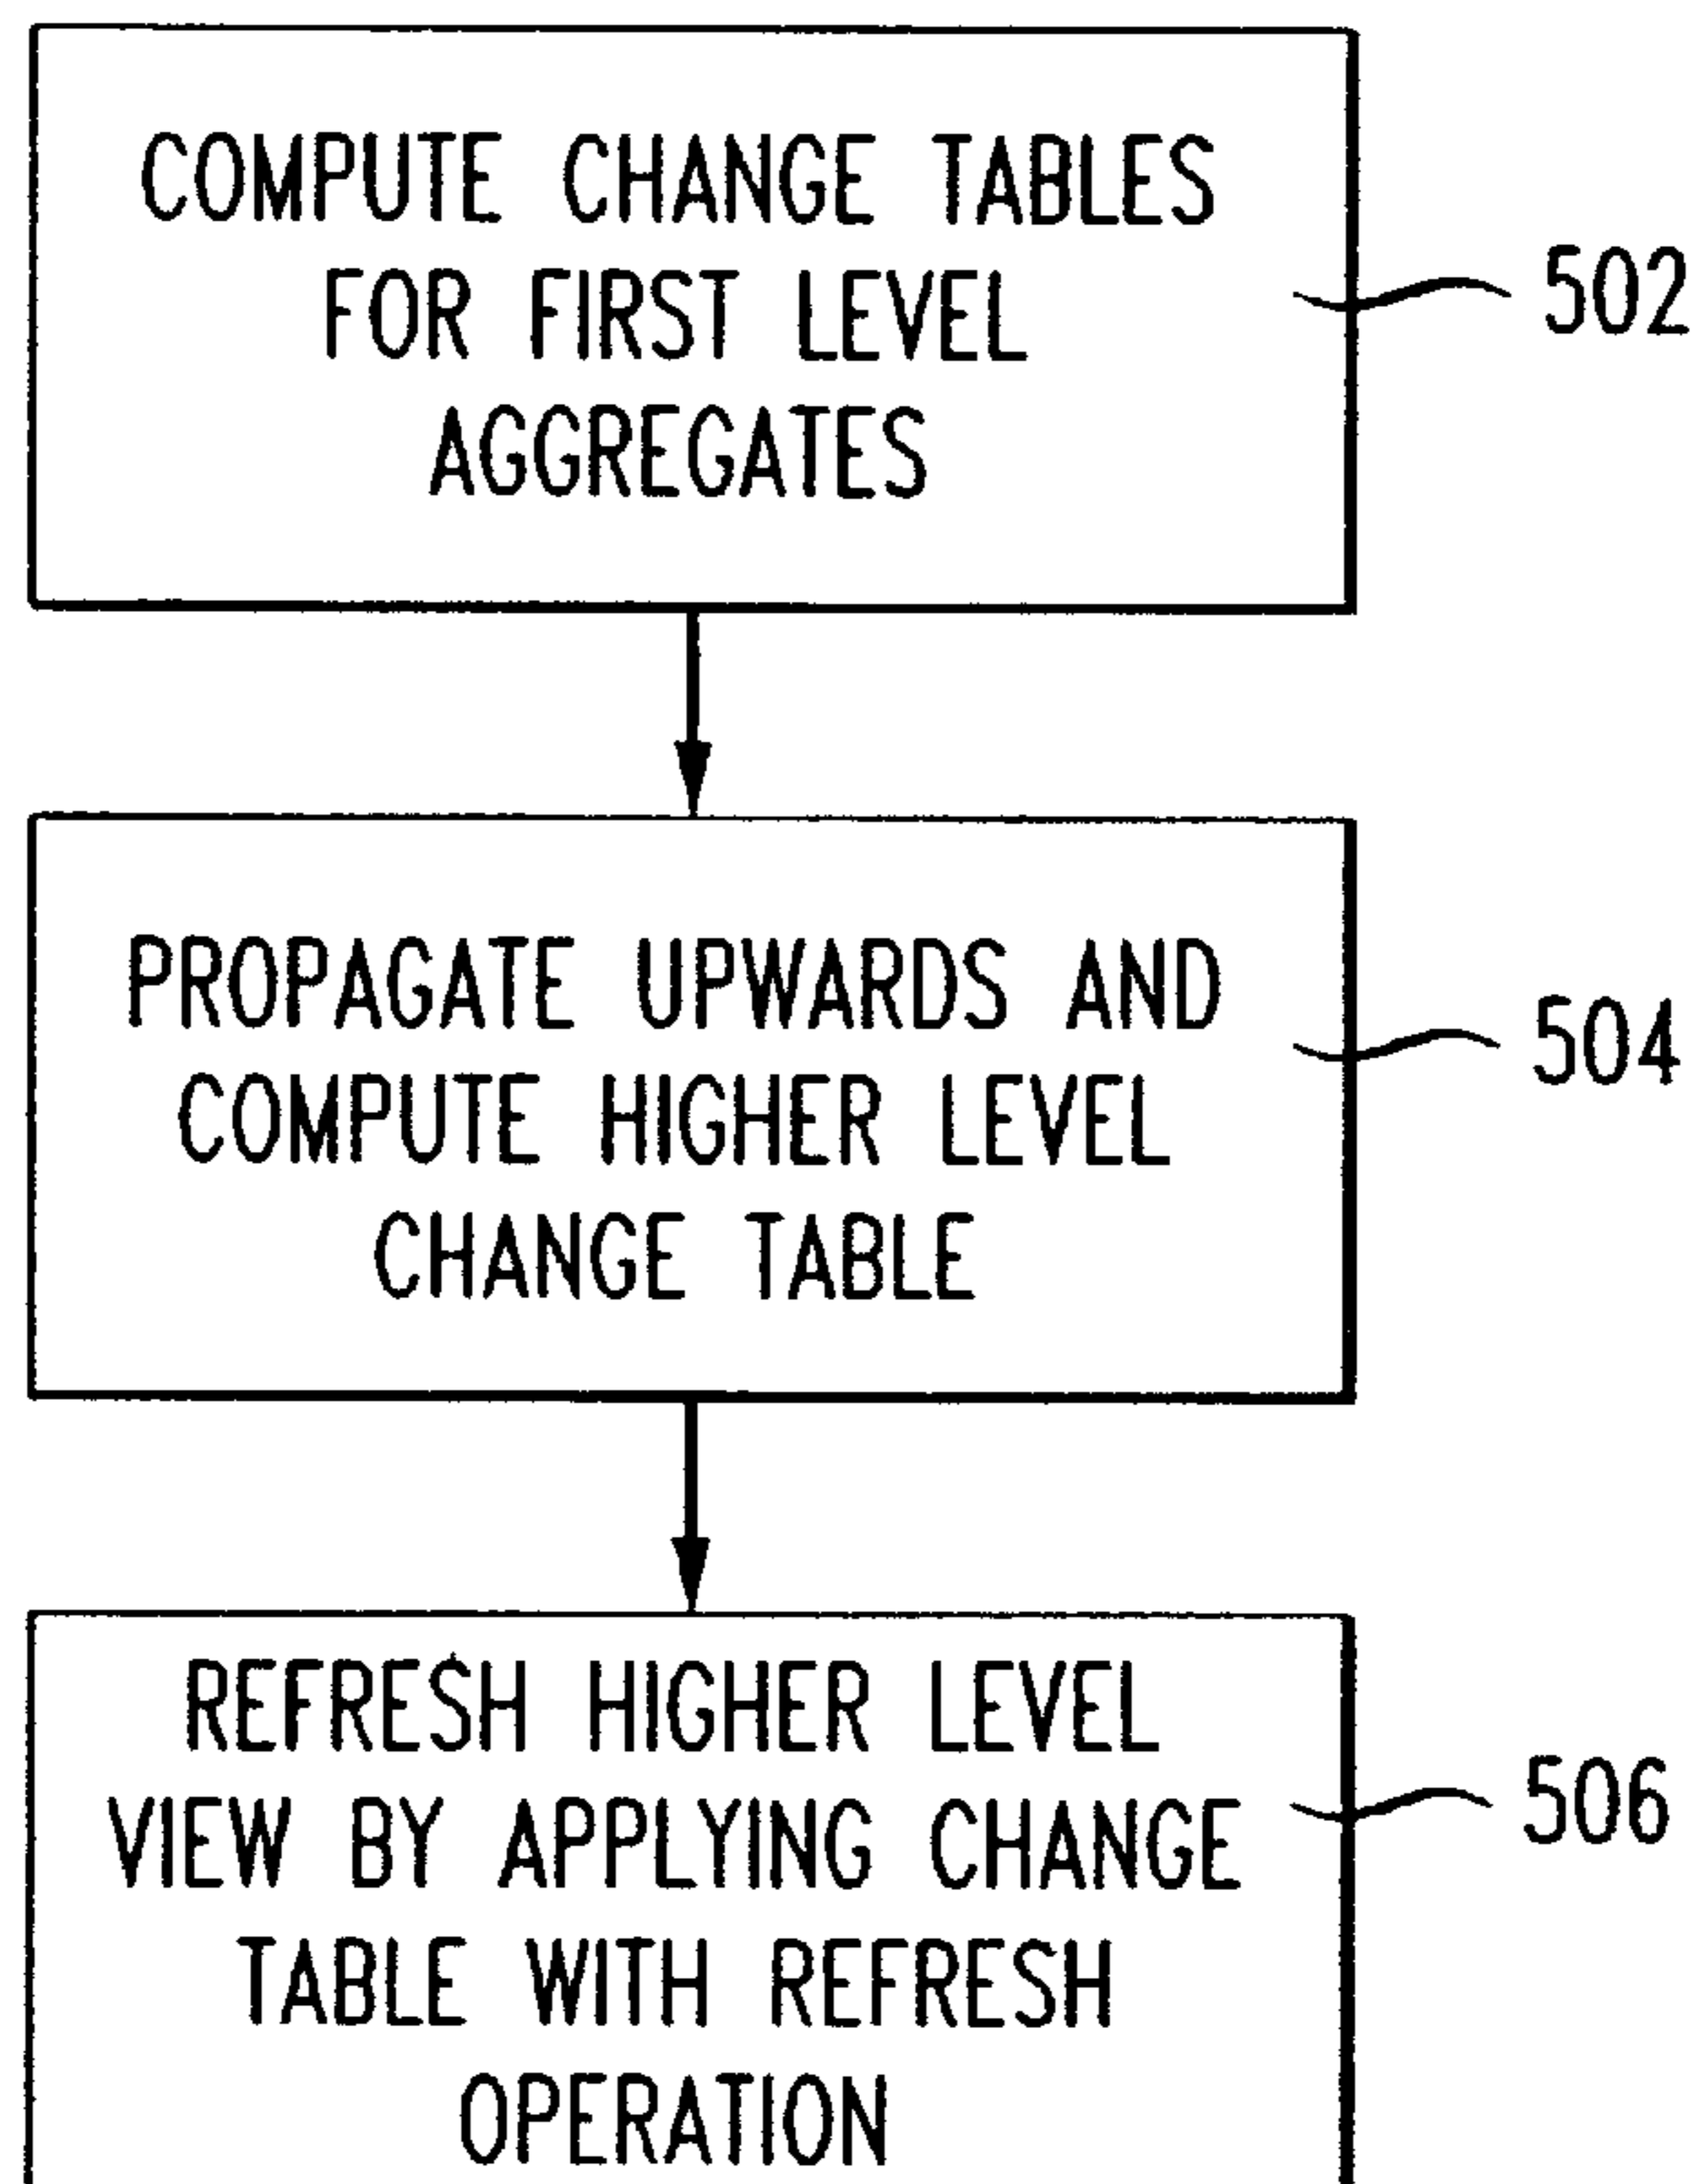 COMPUTE CHANGE TABLES
FOR FIRST LEVEL
AGGREGATES
502
PROPAGATE UPWARDS AND
COMPUTE HIGHER LEVEL
CHANGE TABLE
504
REFRESH HIGHER LEVEL
VIEW BY APPLYING CHANGE
TABLE WITH REFRESH
OPERATION
506